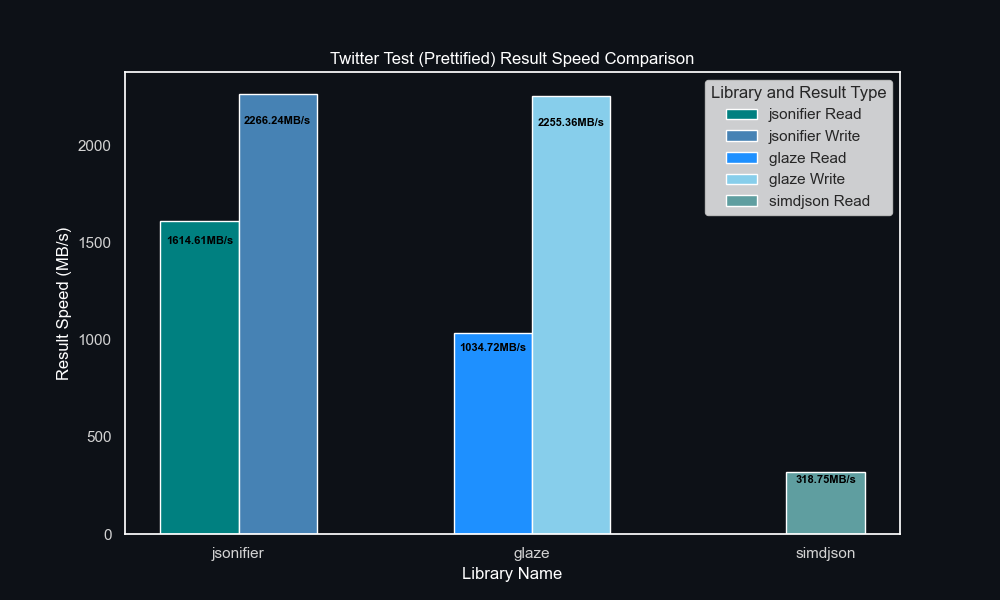 Twitter Test (Prettified) Result Speed Comparison
Library and Result Type
jsonifier Read
jsonifier Write
glaze Read
glaze Write
simdjson Read
Result Speed (MB/s)
2000
1500
1000
500
0
1614.61MB/s
2266.24MB/s
1034.72MB/s
2255.36MB/s
318.75MB/s
jsonifier
glaze
simdjson
Library Name